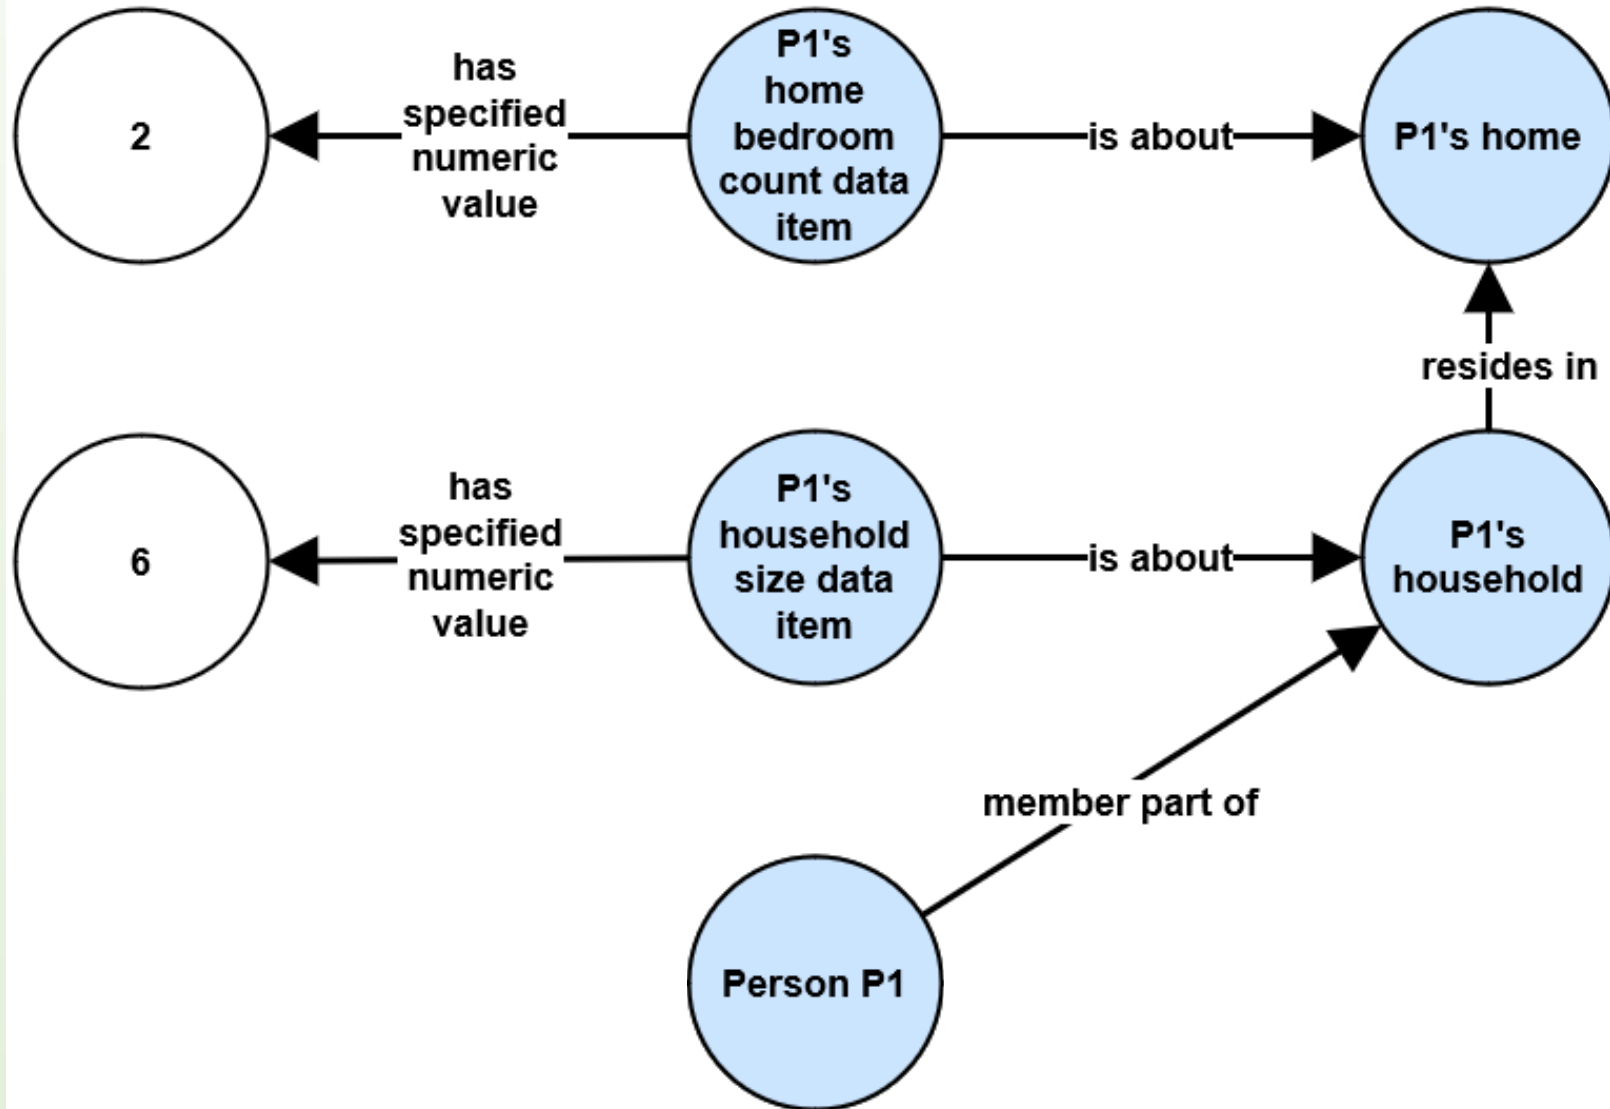 2
has
specified
numeric
value
P1's
home
bedroom
count data
item
is about
P1's home
resides in
6
has
specified
numeric
value
P1's
household
size data
item
is about
P1's
household
member part of
Person P1